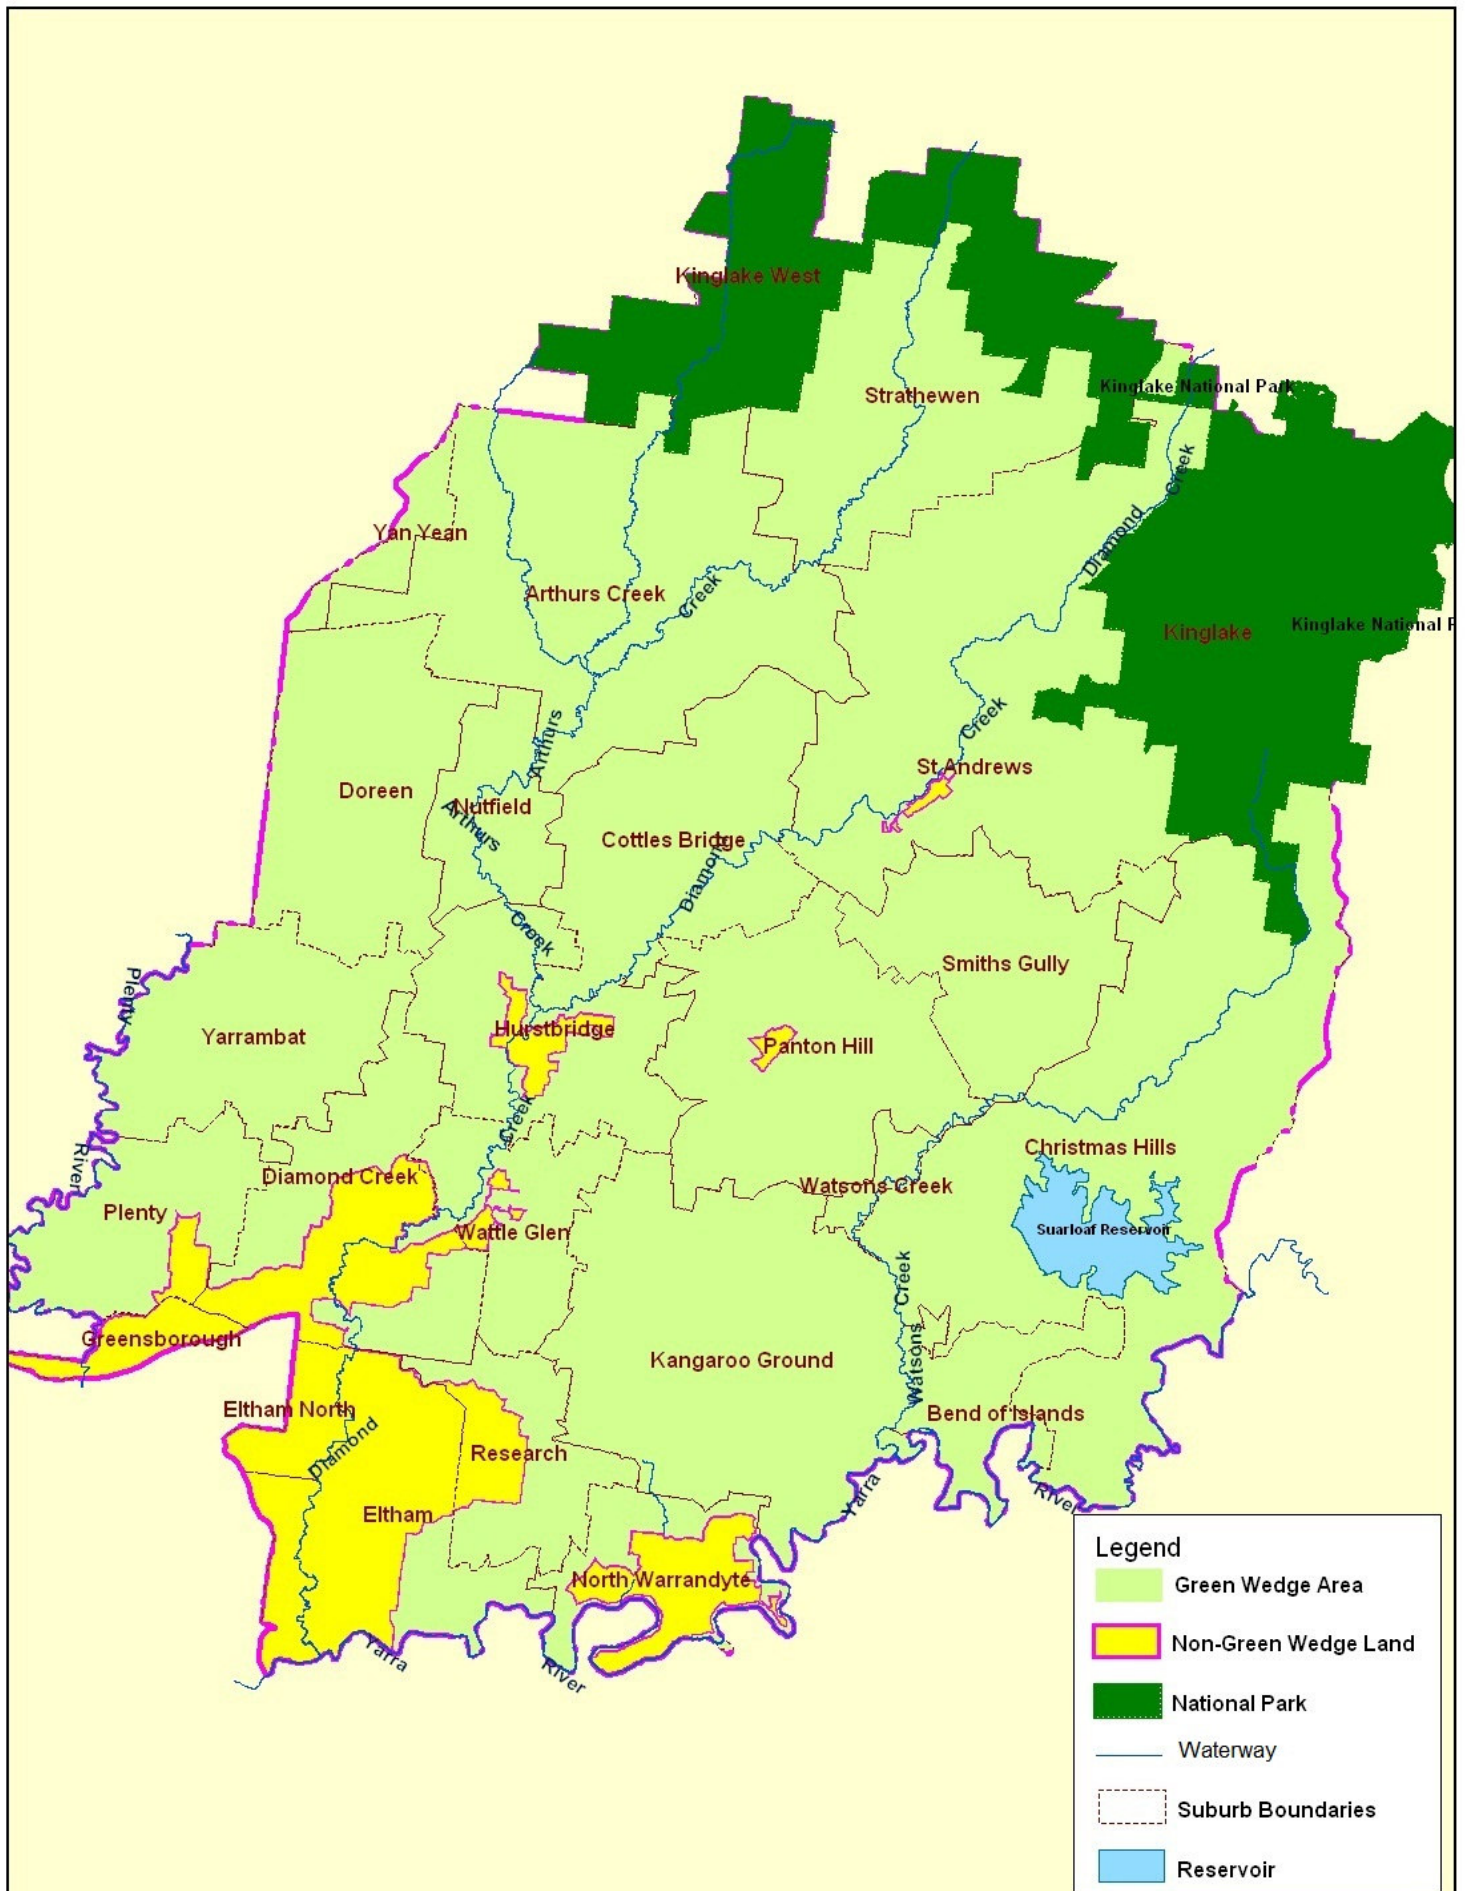 Kinglake West
Kinglake National Park
Strathewen
Creek
Yan Yean
Diamond
Arthurs Creek
Creek
Kinglake National P
Kinglake
Creek
Arthurs
St Andrews
Doreen
Nutfield
Arthurs
Cottles Bridge
Diamond
Creek
Smiths Gully
Plenty
Yarrambat
Hurstbridge
Panton Hill
Creek
River
Christmas Hills
Diamond Creek
Watsons Creek
Plenty
Wattle Glen
Suarloaf Reservoir
Creek
Greensborough
Watsons
Kangaroo Ground
Eltham North
Bend of Islands
Diamond
Research
Yarra
River
Eltham
North Warrandyte
Yarra
River
Legend
Green Wedge Area
Non-Green Wedge Land
National Park
Waterway
Suburb Boundaries
Reservoir